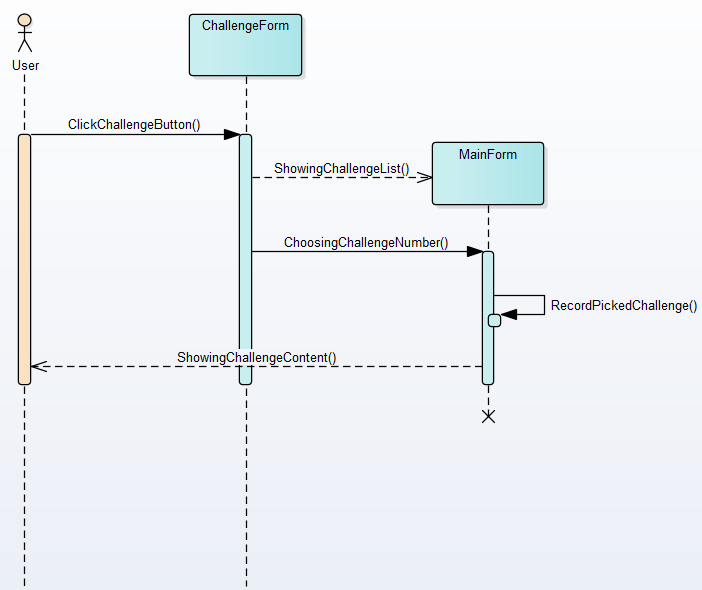 ChallengeForm
User
ClickChallengeButton()
MainForm
ShowingChallengeList()
ChoosingChallengeNumber()
RecordPickedChallenge()
ShowingChallengeContent()